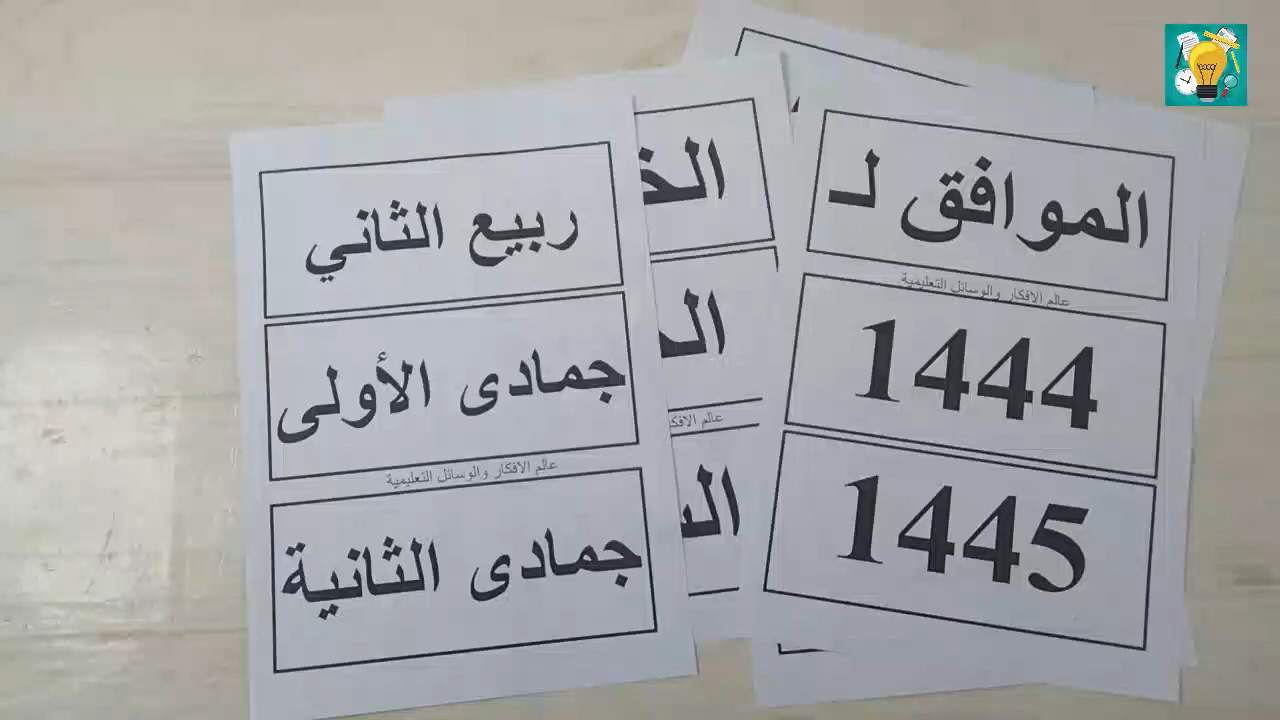 ربيع الثاني
جمادى الأولى
عالم الافكار والوسائل التعليمية
جمادى الثانية
الموافق لـ
عالم الافكار والوسائل التعليمية
1444
1445